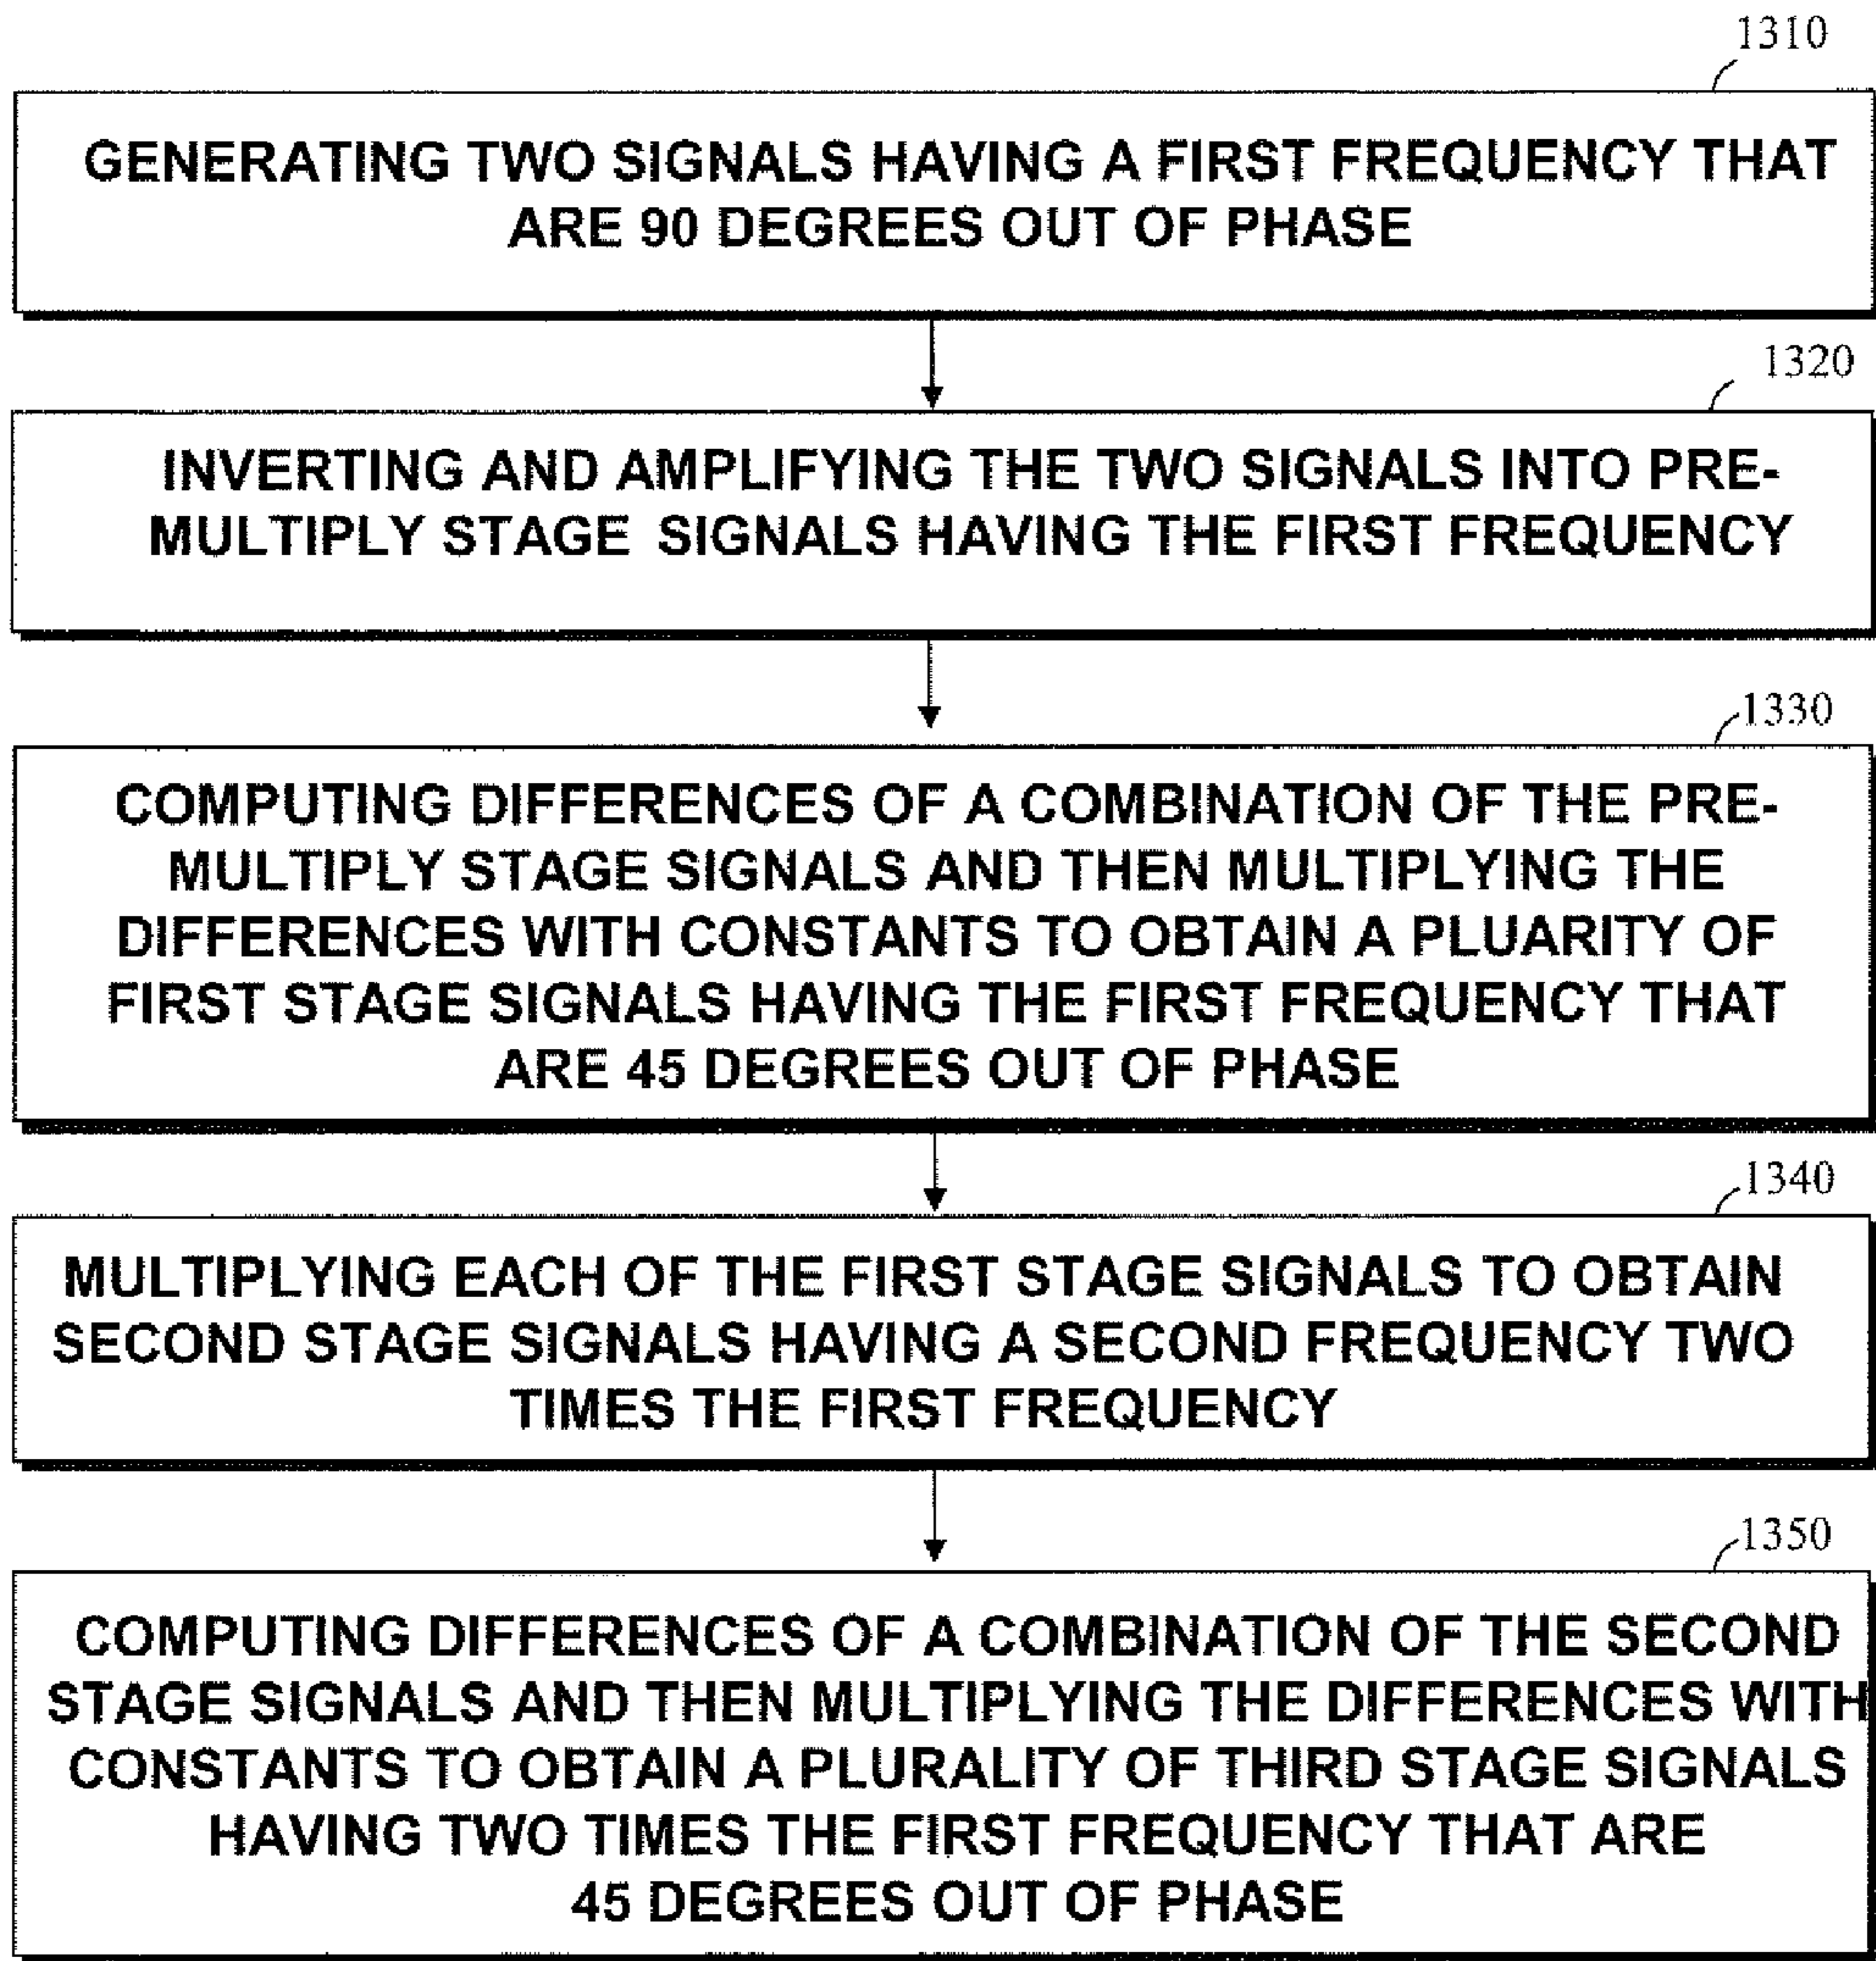 1310
GENERATING TWO SIGNALS HAVING A FIRST FREQUENCY THAT
ARE 90 DEGREES OUT OF PHASE
1320
INVERTING AND AMPLIFYING THE TWO SIGNALS INTO PRE-
MULTIPLY STAGE SIGNALS HAVING THE FIRST FREQUENCY
1330
COMPUTING DIFFERENCES OF A COMBINATION OF THE PRE-
MULTIPLY STAGE SIGNALS AND THEN MULTIPLYING THE
DIFFERENCES WITH CONSTANTS TO OBTAIN A PLUARITY OF
FIRST STAGE SIGNALS HAVING THE FIRST FREQUENCY THAT
ARE 45 DEGREES OUT OF PHASE
1340
MULTIPLYING EACH OF THE FIRST STAGE SIGNALS TO OBTAIN
SECOND STAGE SIGNALS HAVING A SECOND FREQUENCY TWO
TIMES THE FIRST FREQUENCY
1350
COMPUTING DIFFERENCES OF A COMBINATION OF THE SECOND
STAGE SIGNALS AND THEN MULTIPLYING THE DIFFERENCES WITH
CONSTANTS TO OBTAIN A PLURALITY OF THIRD STAGE SIGNALS
HAVING TWO TIMES THE FIRST FREQUENCY THAT ARE
45 DEGREES OUT OF PHASE